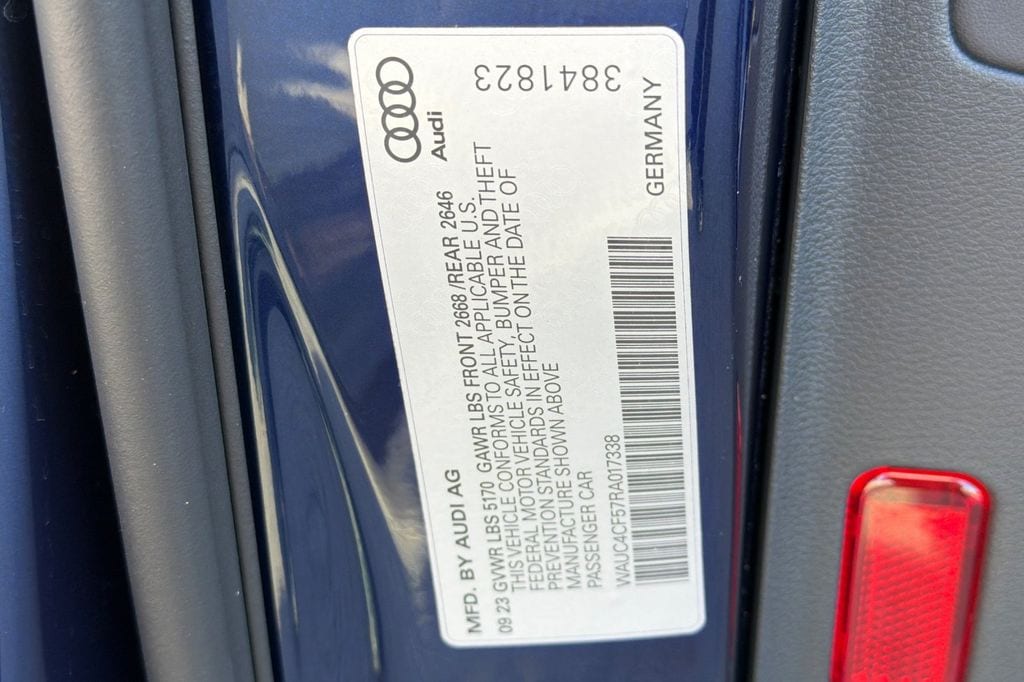 MFD. BY AUDI AG
Audi
09 23 GVWR LBS 5170 GAWR LBS FRONT 2668 /REAR 2646
THIS VEHICLE CONFORMS TO ALL APPLICABLE U.S.
FEDERAL MOTOR VEHICLE SAFETY, BUMPER AND THEFT
PREVENTION STANDARDS IN EFFECT ON THE DATE OF
MANUFACTURE SHOWN ABOVE
PASSENGER CAR
WAUC4CF57RA017338
GERMANY
3841823